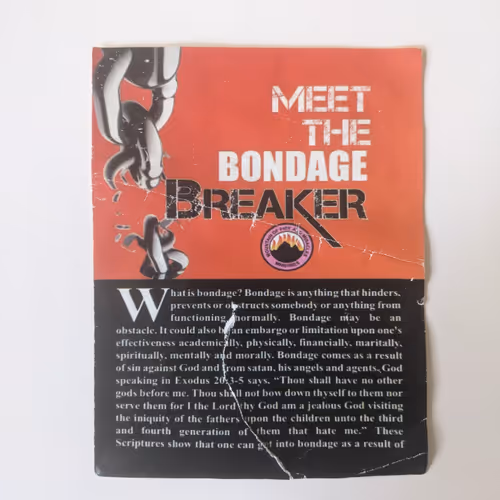 MEET
THE
BONDAGE
BREAKER
What is bondage? Bondage is anything that hinders,
prevents or obstructs somebody or anything from
functioning normally. Bondage may be an
obstacle. It could also be an embargo or limitation upon one's
effectiveness academically, physically, financially, maritally,
spiritually, mentally and morally. Bondage comes as a result
of sin against God and from satan, his angels and agents. God
speaking in Exodus 20:3-5 says, "Thou shall have no other
gods before me. Thou shall not bow down thyself to them nor
serve them for I the Lord thy God am a jealous God visiting
the iniquity of the fathers upon the children unto the third
and fourth generation of them that hate me." These
Scriptures show that one can get into bondage as a result of